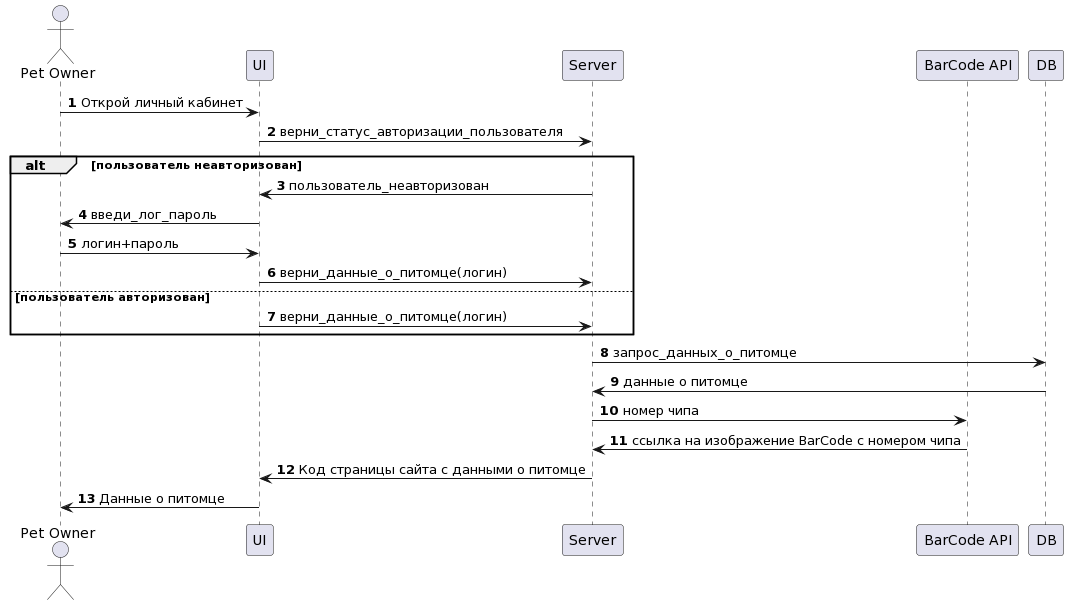 Pet Owner
UI
Server
BarCode API
DB
1 Открой личный кабинет
2 верни_статус_авторизации_пользователя
alt [пользователь неавторизован]
3 пользователь_неавторизован
4 введи_лог_пароль
5 логин+пароль
6 верни_данные_о_питомце(логин)
[пользователь авторизован]
7 верни_данные_о_питомце(логин)
8 запрос_данных_о_питомце
9 данные о питомце
10 номер чипа
11 ссылка на изображение BarCode с номером чипа
12 Код страницы сайта с данными о питомце
13 Данные о питомце
Pet Owner
UI
Server
BarCode API
DB